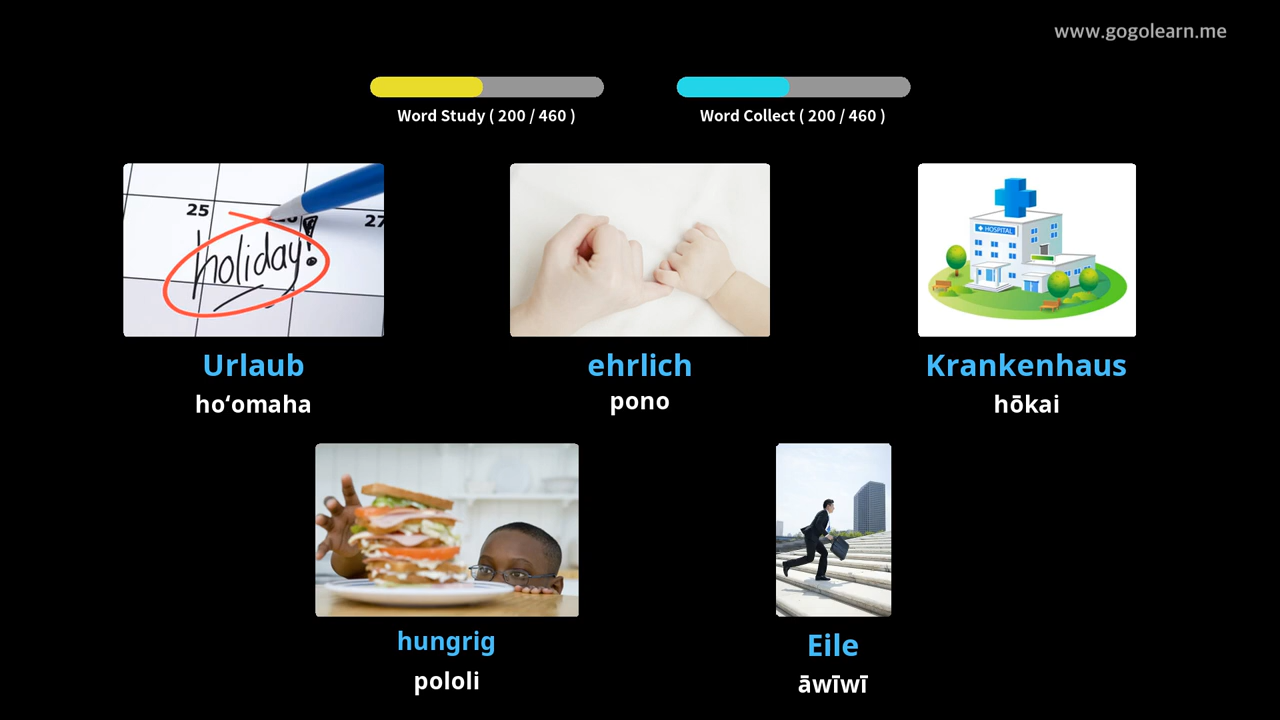 www.gogolearn.me
Word Study ( 200 / 460 )
Word Collect ( 200 / 460 )
25
27
holiday!
HOSPITAL
Urlaub
ehrlich
Krankenhaus
hoʻomaha
pono
hōkai
hungrig
Eile
pololi
āwīwī